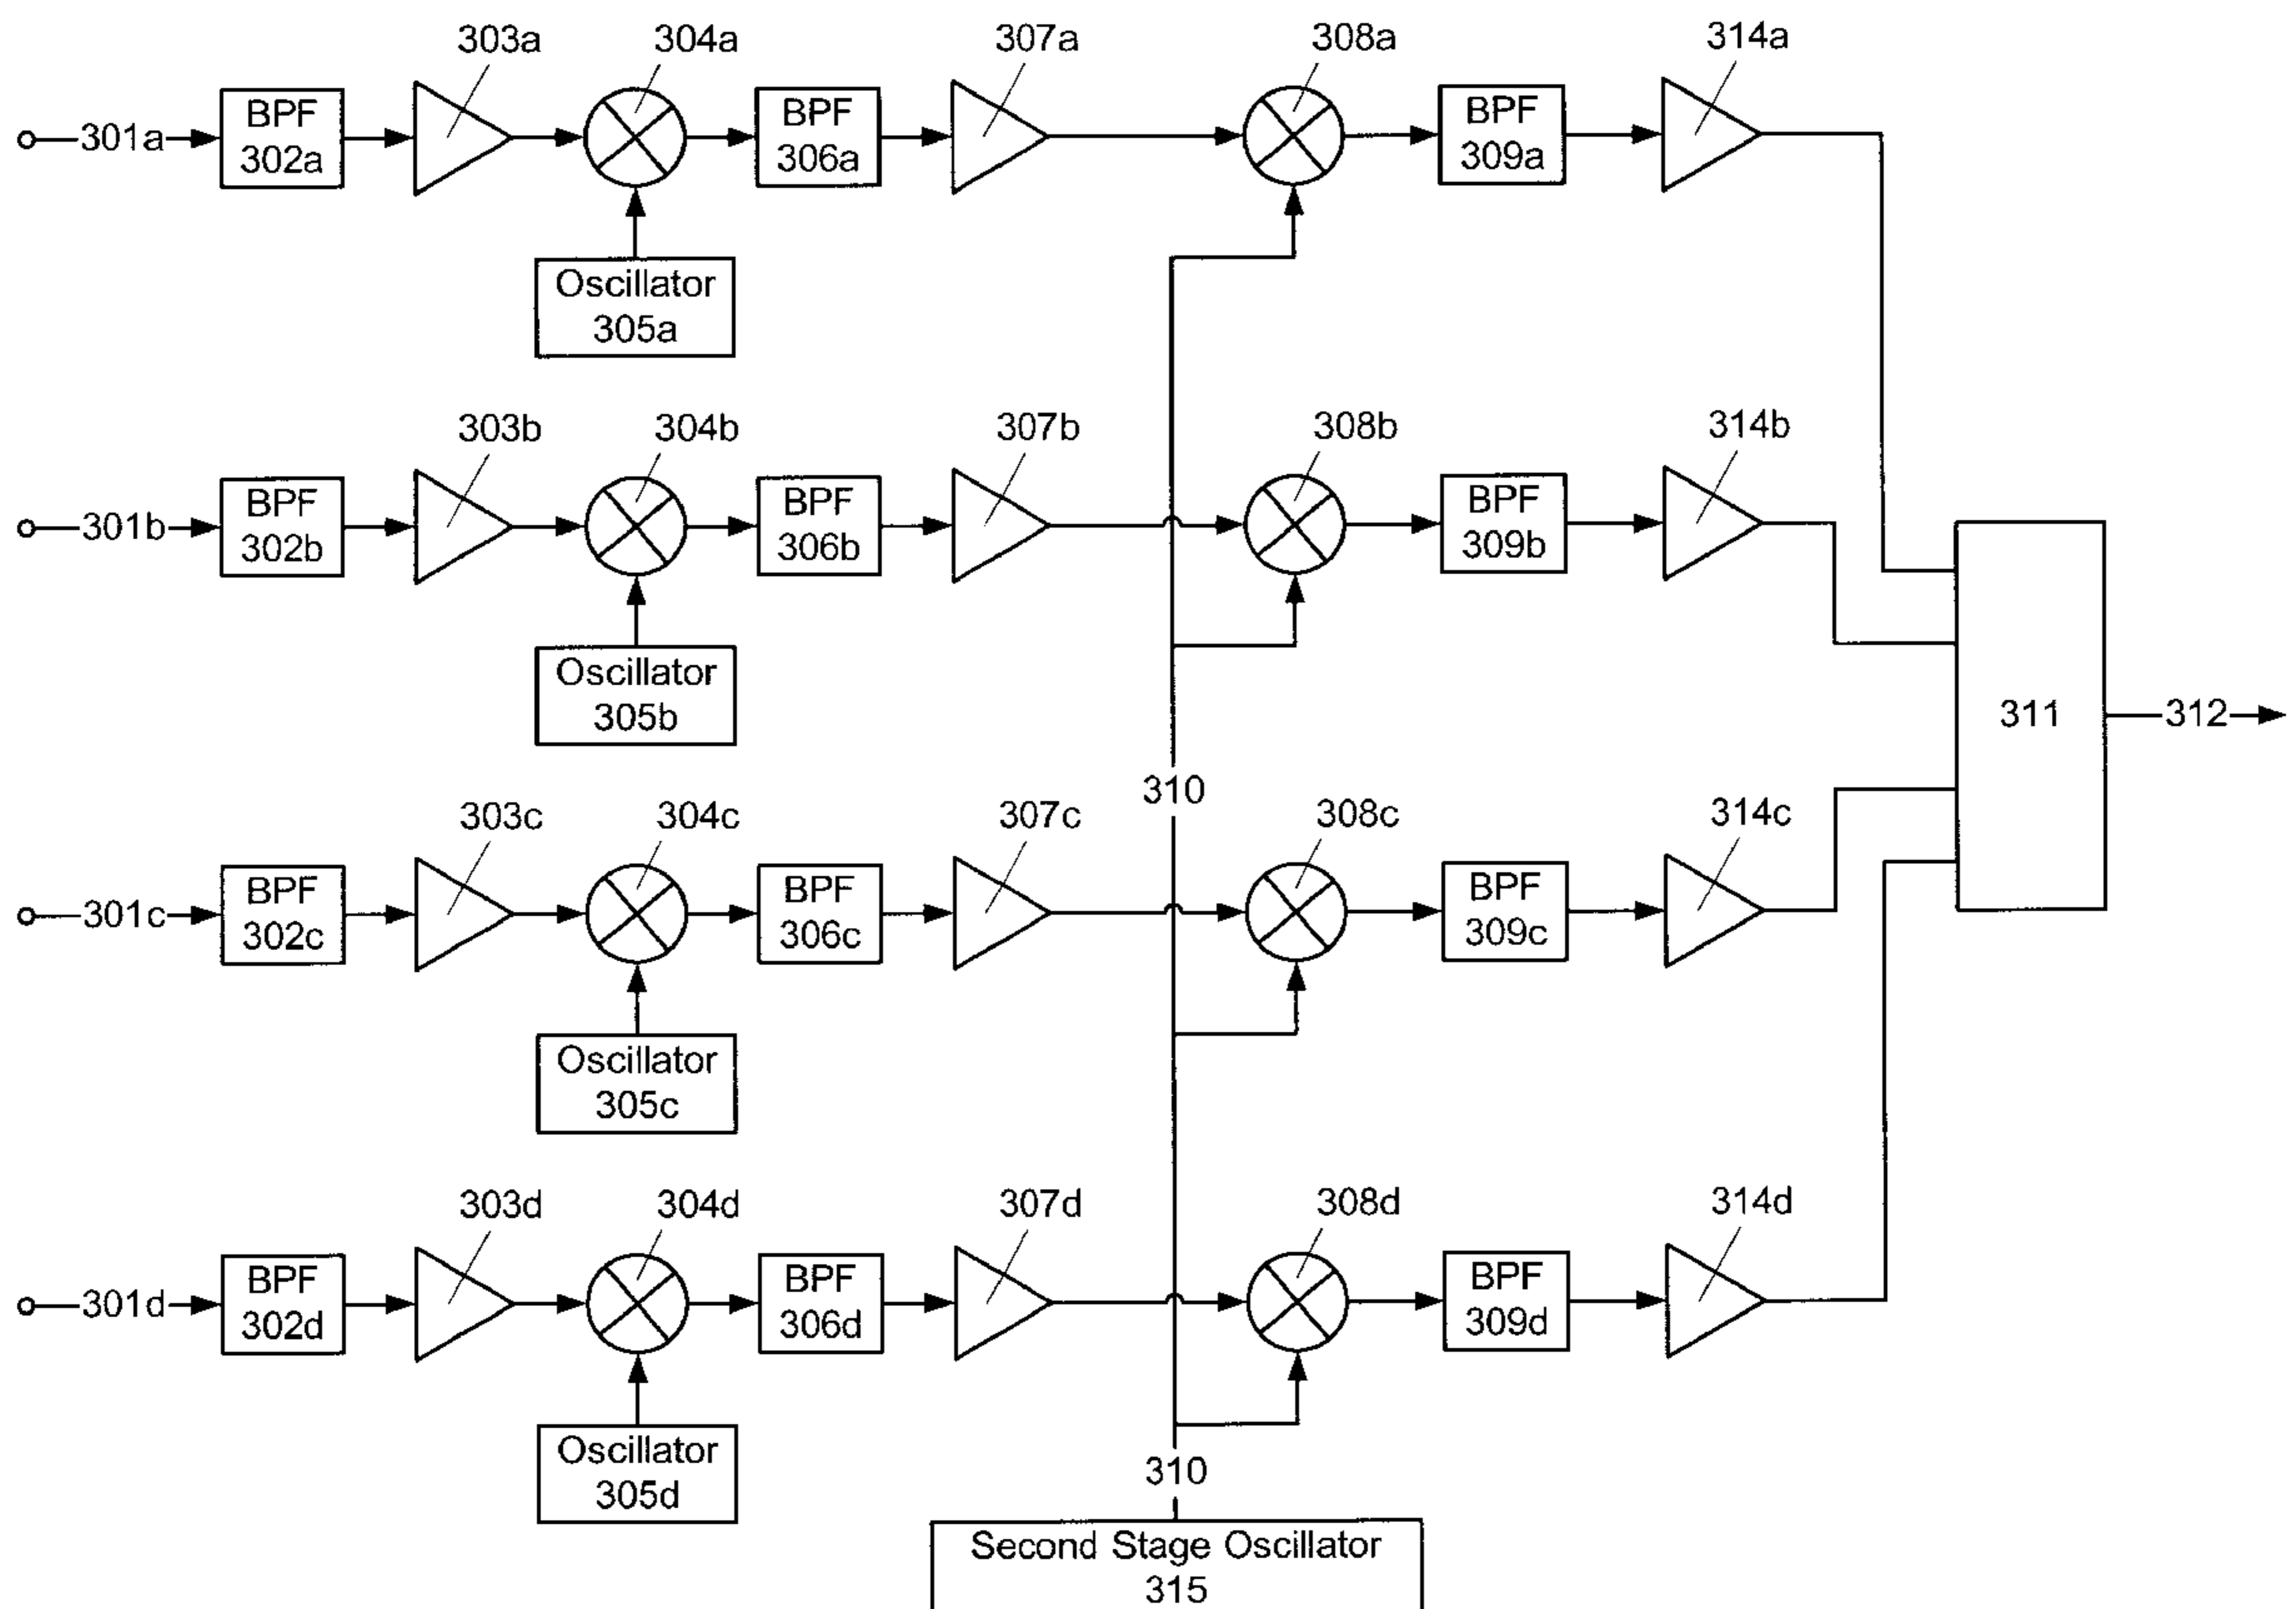 303a 304a 307a 308a 314a
301a
BPF
302a
BPF
306a
BPF
309a
Oscillator
305a
303b 304b 307b 308b 314b
301b
BPF
302b
BPF
306b
BPF
309b
Oscillator
305b
311
312
310
303c 304c 307c 308c 314c
301c
BPF
302c
BPF
306c
BPF
309c
Oscillator
305c
303d 304d 307d 308d 314d
301d
BPF
302d
BPF
306d
BPF
309d
Oscillator
305d
310
Second Stage Oscillator
315